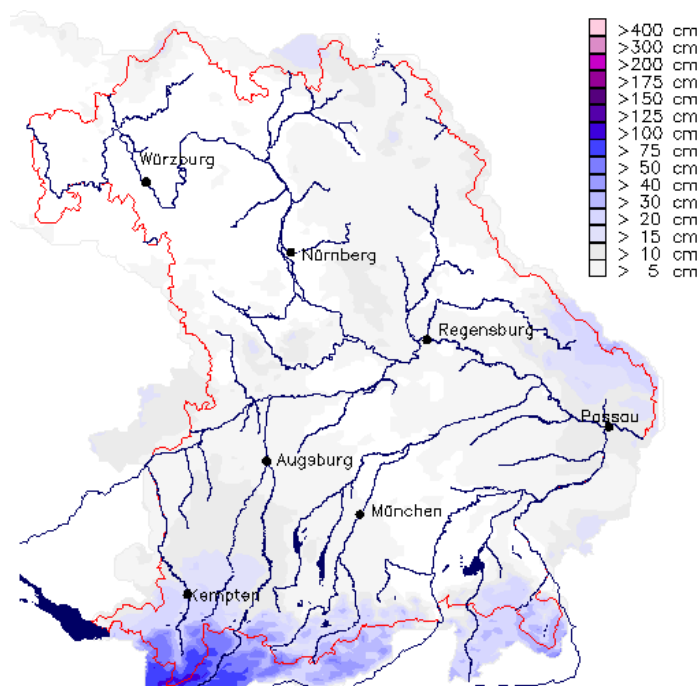 >400 cm
>300 cm
>200 cm
>175 cm
>150 cm
>125 cm
>100 cm
> 75 cm
> 50 cm
> 40 cm
> 30 cm
> 20 cm
> 15 cm
> 10 cm
> 5 cm
Würzburg
Nürnberg
Regensburg
Passau
Augsburg
München
Kempten